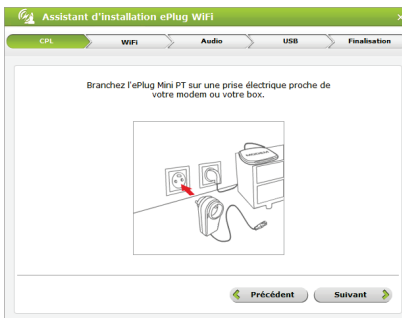 Assistant d'installation ePlug WiFi
CPL
WiFi
Audio
USB
Finalisation
Branchez l'ePlug Mini PT sur une prise électrique proche de
votre modem ou votre box.
Précédent
Suivant